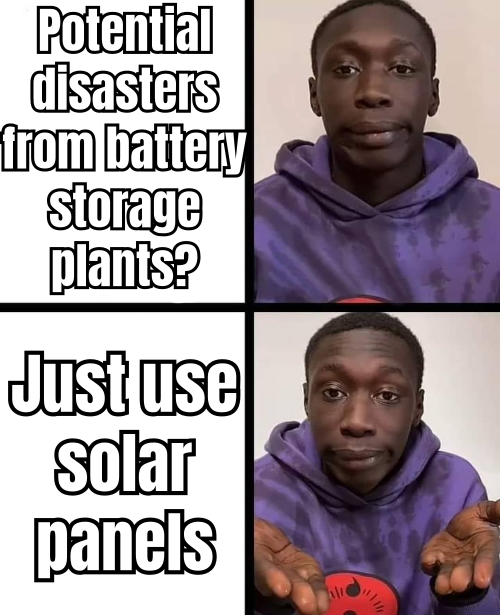 Potential
disasters
from battery
storage
plants?
Just use
solar
panels